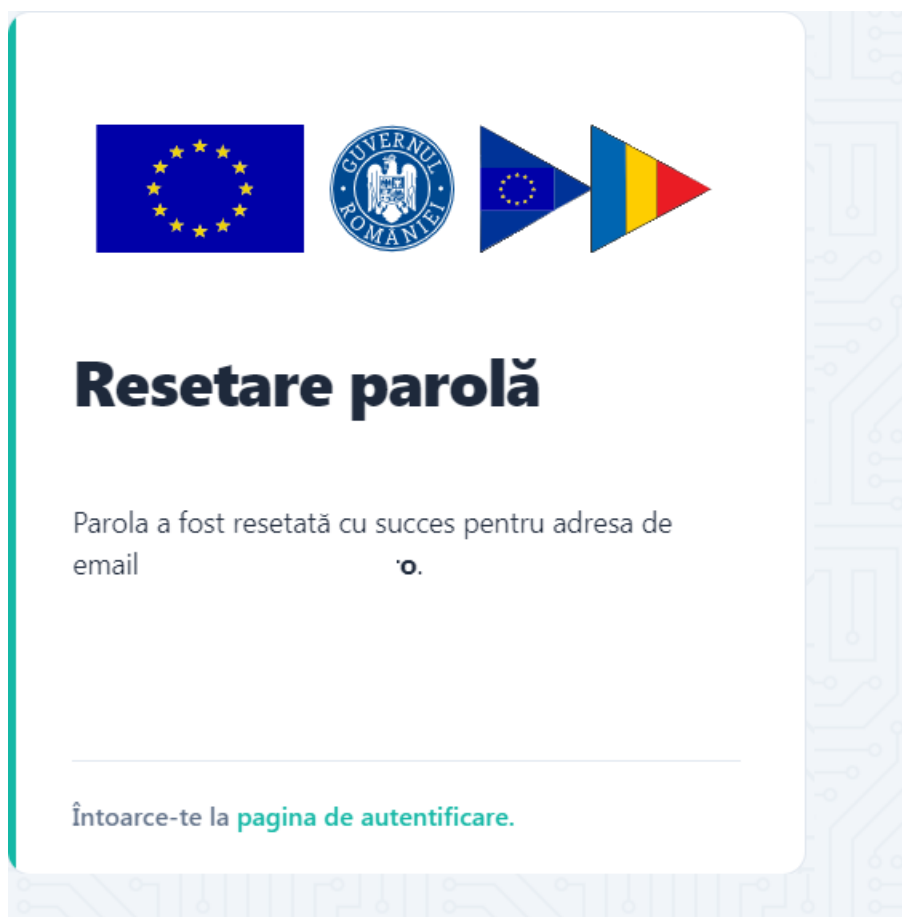 GUVERNUL ROMÂNIEI
Resetare parolă
Parola a fost resetată cu succes pentru adresa de
email o.
Întoarce-te la pagina de autentificare.